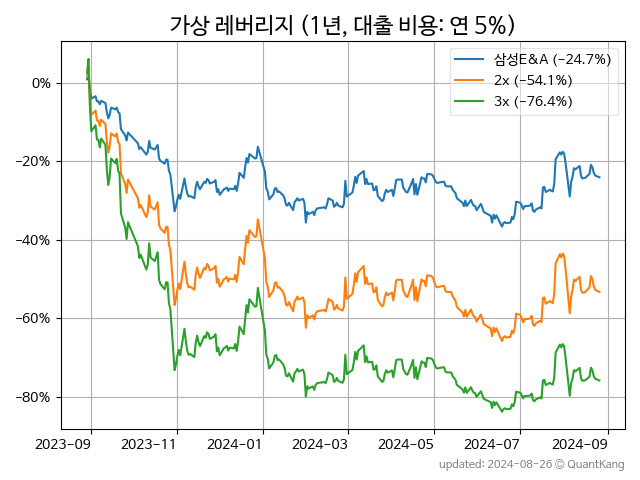 가상 레버리지 (1년, 대출 비용: 연 5%)
삼성E&A (−24.7%)
2x (−54.1%)
3x (−76.4%)
0%
−20%
−40%
−60%
−80%
2023-09 2023-11 2024-01 2024-03 2024-05 2024-07 2024-09
updated: 2024-08-26 © QuantKang